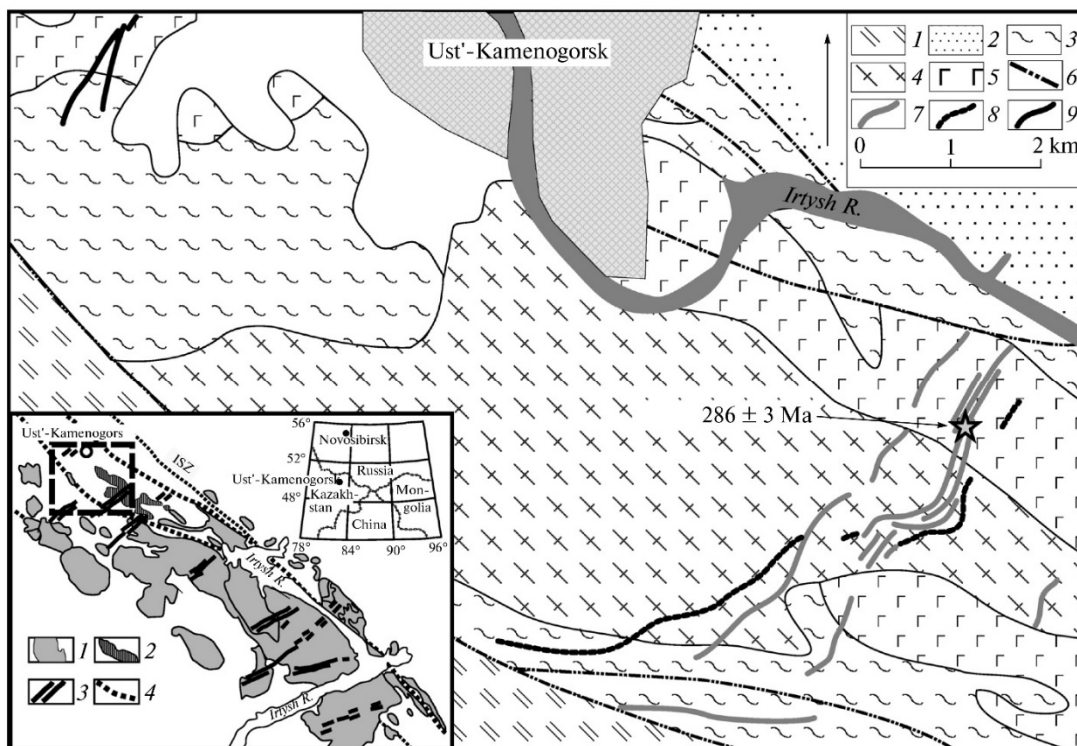 Ust'-Kamenogorsk
1
2
3
4
5
6
7
8
9
0
1
2 km
Irtysh R.
286 ± 3 Ma
Ust'-Kamenogors
ISZ
Irtysh R.
1
2
3
4
Irtysh R.
56°
52°
48°
78°
84°
90°
96°
Novosibirsk
Russia
Ust'-Kamenogorsk
Kazakh-
stan
Mon-
golia
China